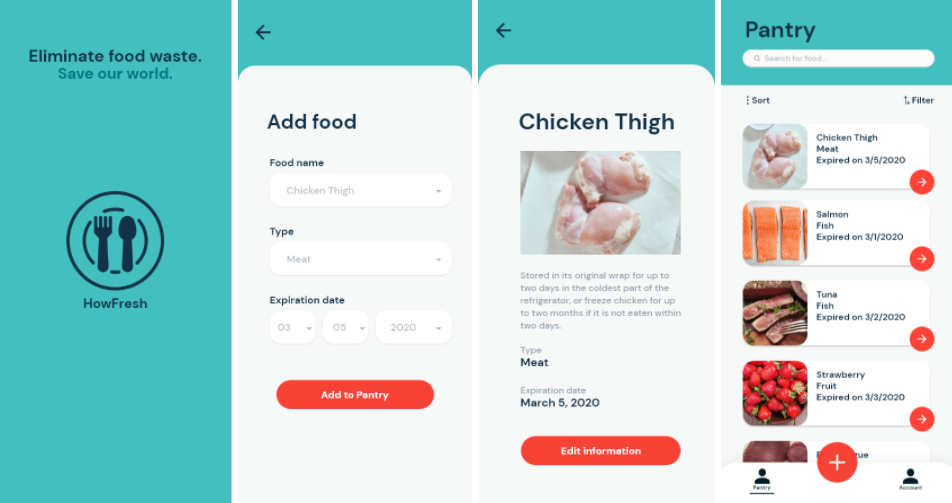 Eliminate food waste.
Save our world.
HowFresh
Add food
Food name
Chicken Thigh
Type
Meat
Expiration date
03 05 2020
Add to Pantry
Chicken Thigh
Stored in its original wrap for up to
two days in the coldest part of the
refrigerator, or freeze chicken for up
to two months if it is not eaten within
two days.
Type
Meat
Expiration date
March 5, 2020
Edit information
Pantry
Search for food...
Sort Filter
Chicken Thigh
Meat
Expired on 3/5/2020
Salmon
Fish
Expired on 3/1/2020
Tuna
Fish
Expired on 3/2/2020
Strawberry
Fruit
Expired on 3/3/2020
Pantry Account